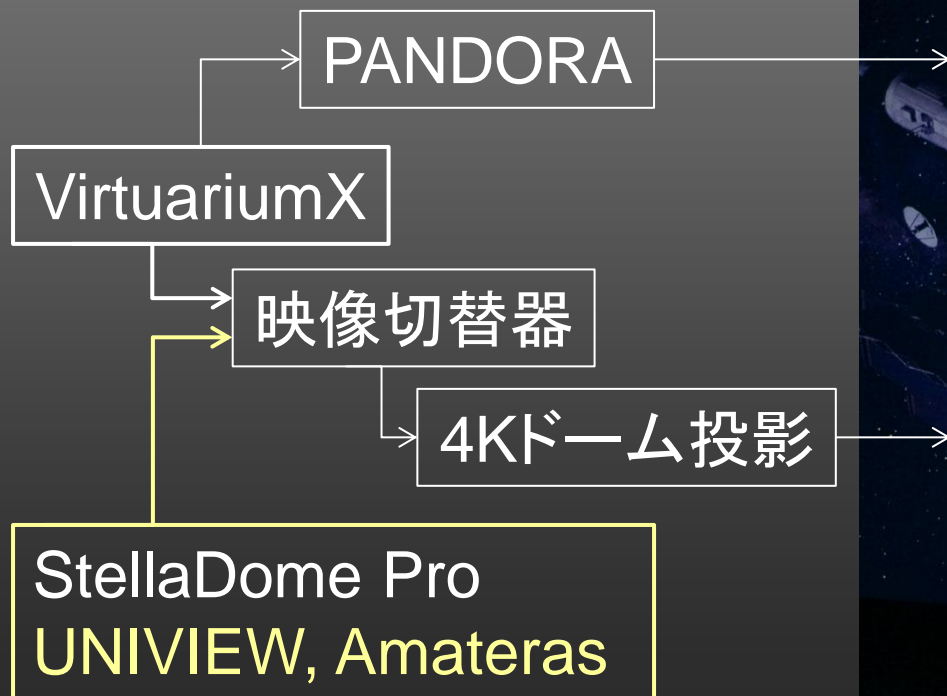 PANDORA
VirtuariumX
映像切替器
4Kドーム投影
StellaDome Pro
UNIVIEW, Amateras